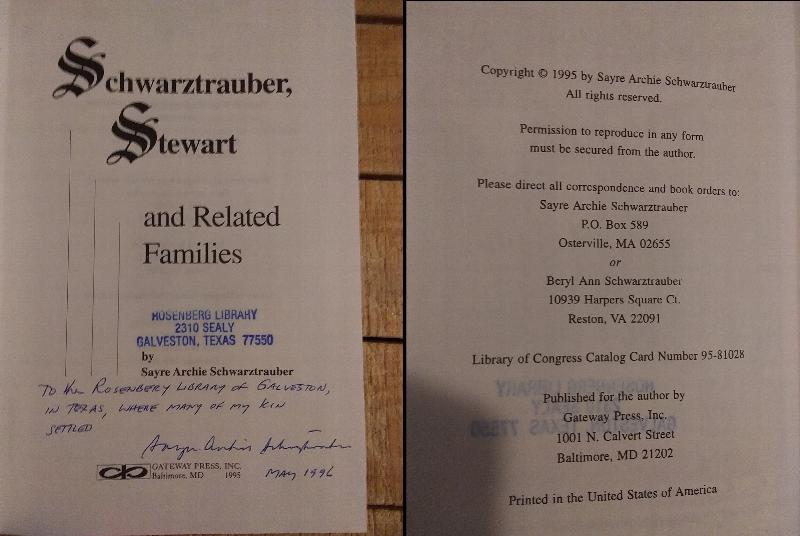 Schwarztrauber,
Stewart
and Related
Families
ROSENBERG LIBRARY
2310 SEALY
GALVESTON, TEXAS 77550
by
Sayre Archie Schwarztrauber
TO THE ROSENBERG LIBRARY OF GALVESTON,
IN TEXAS, WHERE MANY OF MY KIN
SETTLED
Sayre Archie Schwarztrauber
MAY 1996
GATEWAY PRESS, INC.
Baltimore, MD 1995
Copyright © 1995 by Sayre Archie Schwarztrauber
All rights reserved.
Permission to reproduce in any form
must be secured from the author.
Please direct all correspondence and book orders to:
Sayre Archie Schwarztrauber
P.O. Box 589
Osterville, MA 02655
or
Beryl Ann Schwarztrauber
10939 Harpers Square Ct.
Reston, VA 22091
Library of Congress Catalog Card Number 95-81028
Published for the author by
Gateway Press, Inc.
1001 N. Calvert Street
Baltimore, MD 21202
Printed in the United States of America